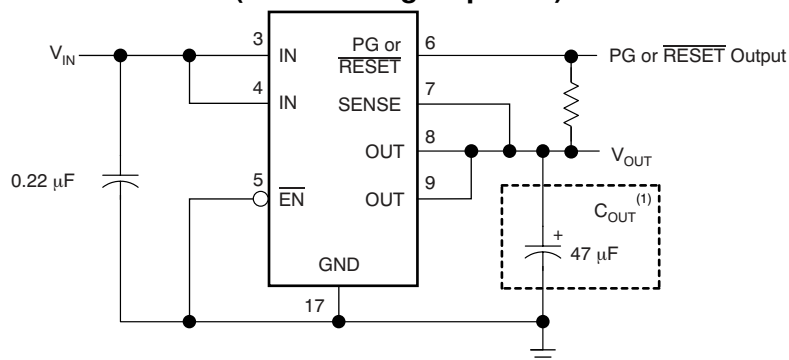 V_IN
3
IN
PG or
RESET
6
PG or RESET Output
4
IN
SENSE
7
OUT
8
V_OUT
0.22 μF
5
EN
OUT
9
C_OUT (1)
+
47 μF
GND
17